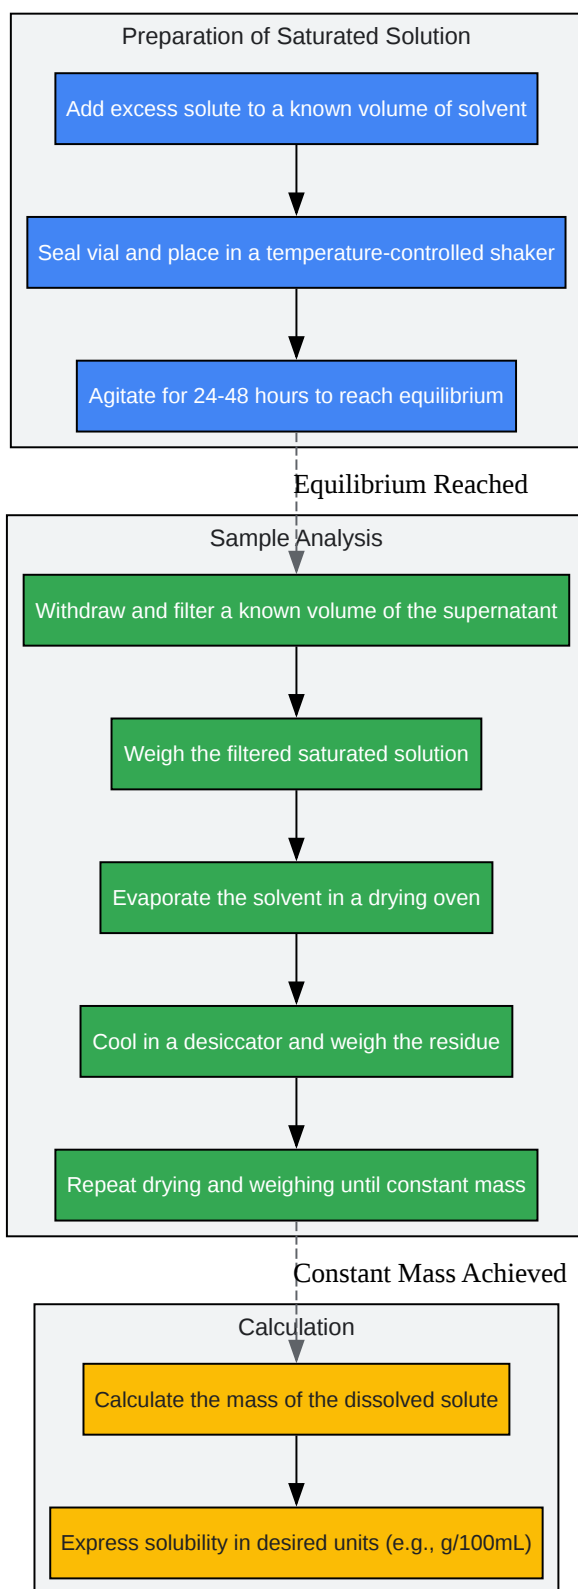 Preparation of Saturated Solution
Add excess solute to a known volume of solvent
Seal vial and place in a temperature-controlled shaker
Agitate for 24-48 hours to reach equilibrium
Equilibrium Reached
Sample Analysis
Withdraw and filter a known volume of the supernatant
Weigh the filtered saturated solution
Evaporate the solvent in a drying oven
Cool in a desiccator and weigh the residue
Repeat drying and weighing until constant mass
Constant Mass Achieved
Calculation
Calculate the mass of the dissolved solute
Express solubility in desired units (e.g., g/100mL)